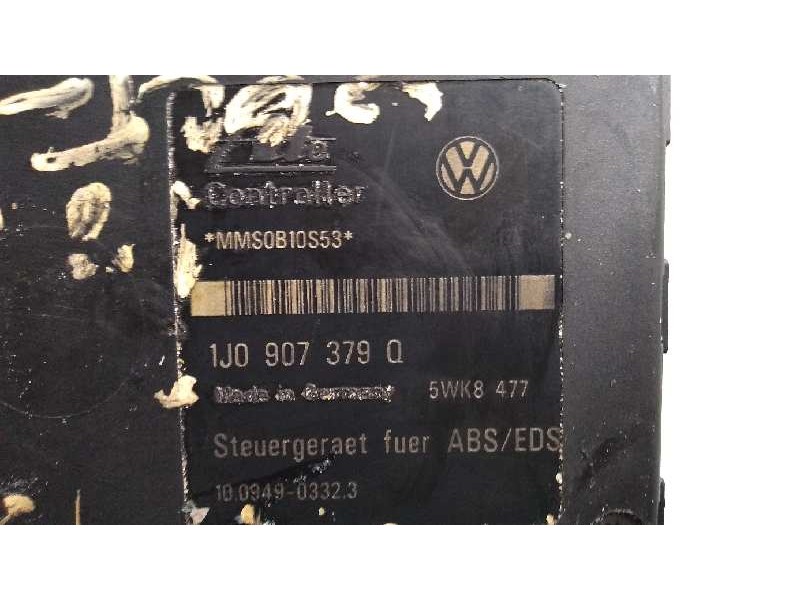 Controller
*MMS0B10S53*
1J0 907 379 Q
Made in Germany
5WK8 477
Steuergeraet fuer ABS/EDS
10.0949-0332.3